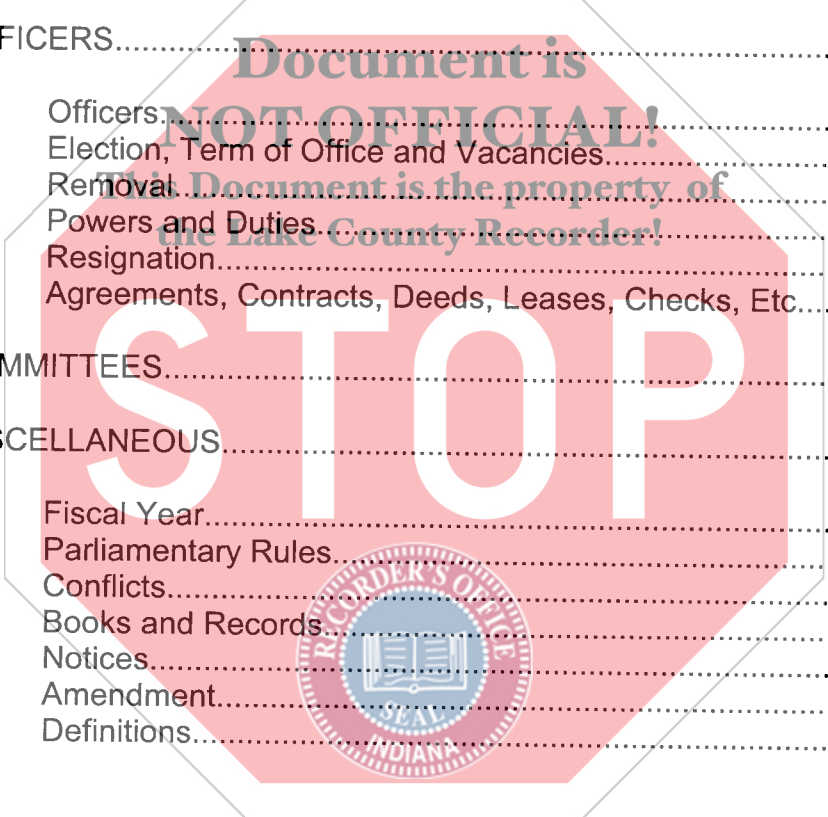 FICERS
Document is
Officers
NOT OFFICIAL!
Election, Term of Office and Vacancies
Removal
This Document is the property of
Powers and Duties
the Lake County Recorder!
Resignation
Agreements, Contracts, Deeds, Leases, Checks, Etc.
STOP
MMITTEES
SCELLANEOUS
Fiscal Year
Parliamentary Rules
Conflicts
Books and Records
Notices
Amendment
Definitions
RECORDER'S OFFICE
SEAL
INDIANA